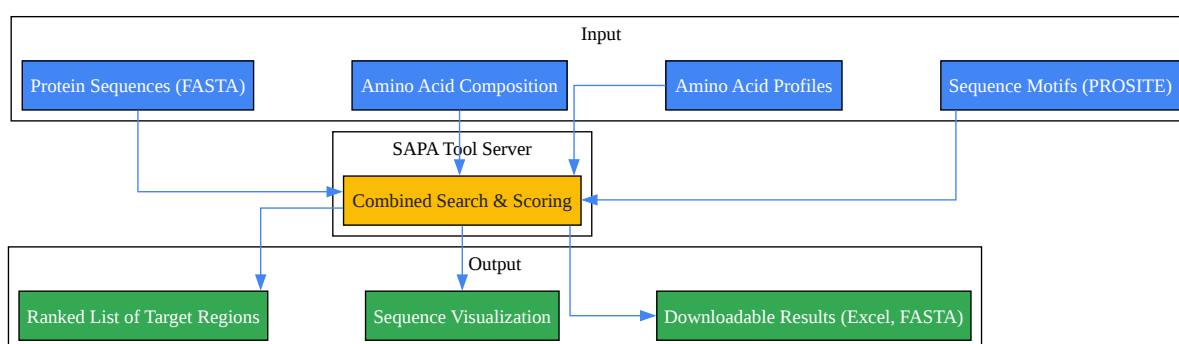 Input
Protein Sequences (FASTA)
Amino Acid Composition
Amino Acid Profiles
Sequence Motifs (PROSITE)
SAPA Tool Server
Combined Search & Scoring
Output
Ranked List of Target Regions
Sequence Visualization
Downloadable Results (Excel, FASTA)